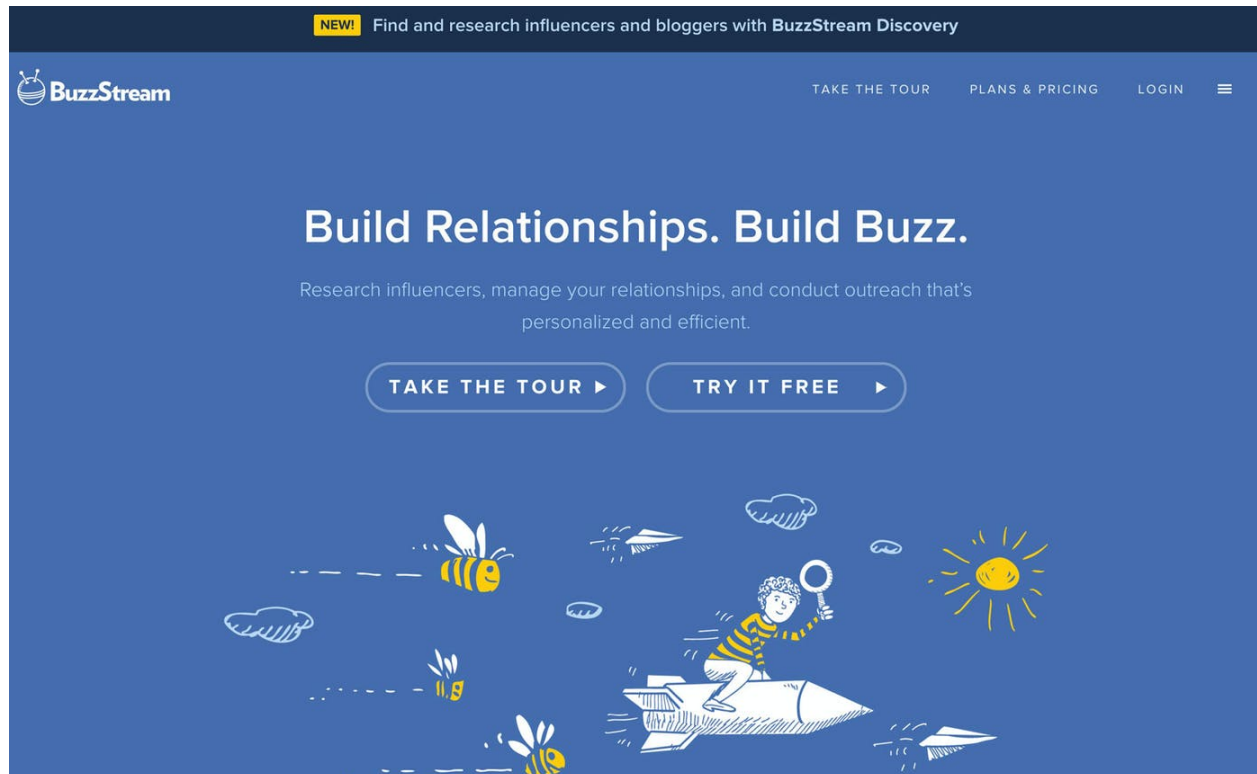 NEW! Find and research influencers and bloggers with BuzzStream Discovery
BuzzStream
TAKE THE TOUR PLANS & PRICING LOGIN
Build Relationships. Build Buzz.
Research influencers, manage your relationships, and conduct outreach that's
personalized and efficient.
TAKE THE TOUR TRY IT FREE